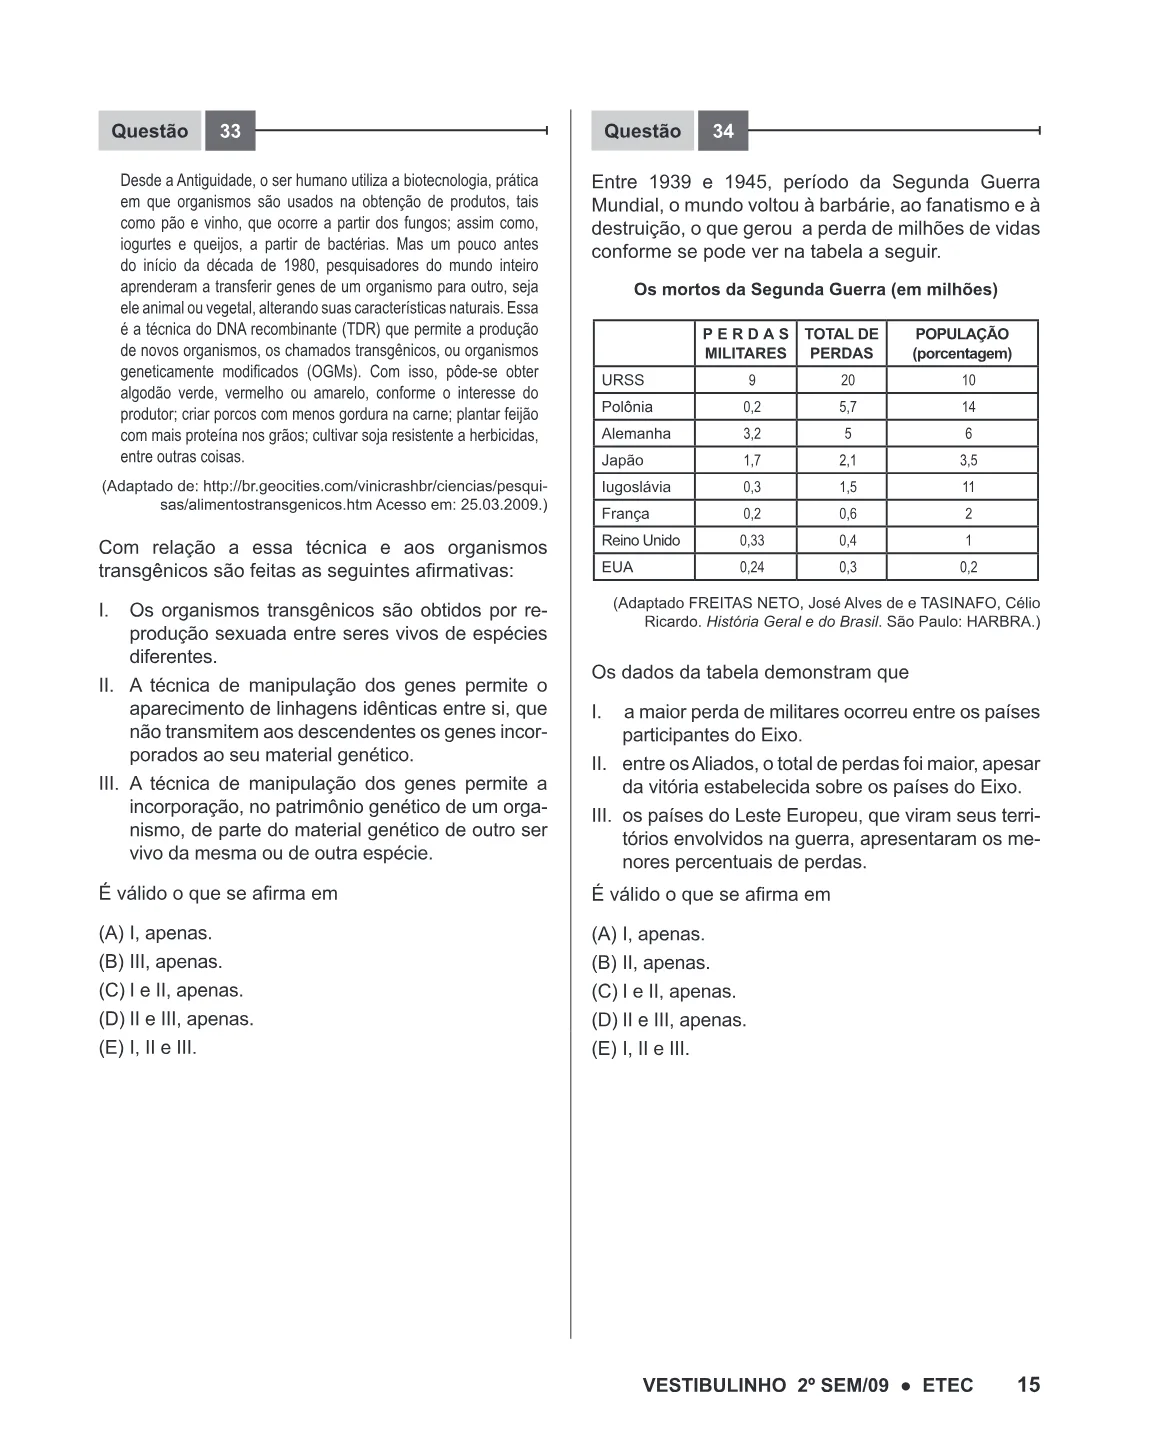 Questão 33
Desde a Antiguidade, o ser humano utiliza a biotecnologia, prática
em que organismos são usados na obtenção de produtos, tais
como pão e vinho, que ocorre a partir dos fungos; assim como,
iogurtes e queijos, a partir de bactérias. Mas um pouco antes
do início da década de 1980, pesquisadores do mundo inteiro
aprenderam a transferir genes de um organismo para outro, seja
ele animal ou vegetal, alterando suas características naturais. Essa
é a técnica do DNA recombinante (TDR) que permite a produção
de novos organismos, os chamados transgênicos, ou organismos
geneticamente modificados (OGMs). Com isso, pôde-se obter
algodão verde, vermelho ou amarelo, conforme o interesse do
produtor; criar porcos com menos gordura na carne; plantar feijão
com mais proteína nos grãos; cultivar soja resistente a herbicidas,
entre outras coisas.
(Adaptado de: http://br.geocities.com/vinicrashbr/ciencias/pesqui-
sas/alimentostransgenicos.htm Acesso em: 25.03.2009.)
Com relação a essa técnica e aos organismos
transgênicos são feitas as seguintes afirmativas:
I. Os organismos transgênicos são obtidos por re-
produção sexuada entre seres vivos de espécies
diferentes.
II. A técnica de manipulação dos genes permite o
aparecimento de linhagens idênticas entre si, que
não transmitem aos descendentes os genes incor-
porados ao seu material genético.
III. A técnica de manipulação dos genes permite a
incorporação, no patrimônio genético de um orga-
nismo, de parte do material genético de outro ser
vivo da mesma ou de outra espécie.
É válido o que se afirma em
(A) I, apenas.
(B) III, apenas.
(C) I e II, apenas.
(D) II e III, apenas.
(E) I, II e III.
Questão 34
Entre 1939 e 1945, período da Segunda Guerra
Mundial, o mundo voltou à barbárie, ao fanatismo e à
destruição, o que gerou a perda de milhões de vidas
conforme se pode ver na tabela a seguir.
Os mortos da Segunda Guerra (em milhões)
PERDAS MILITARES TOTAL DE PERDAS POPULAÇÃO (porcentagem)
URSS 9 20 10
Polônia 0,2 5,7 14
Alemanha 3,2 5 6
Japão 1,7 2,1 3,5
Iugoslávia 0,3 1,5 11
França 0,2 0,6 2
Reino Unido 0,33 0,4 1
EUA 0,24 0,3 0,2
(Adaptado FREITAS NETO, José Alves de e TASINAFO, Célio
Ricardo. História Geral e do Brasil. São Paulo: HARBRA.)
Os dados da tabela demonstram que
I. a maior perda de militares ocorreu entre os países
participantes do Eixo.
II. entre os Aliados, o total de perdas foi maior, apesar
da vitória estabelecida sobre os países do Eixo.
III. os países do Leste Europeu, que viram seus terri-
tórios envolvidos na guerra, apresentaram os me-
nores percentuais de perdas.
É válido o que se afirma em
(A) I, apenas.
(B) II, apenas.
(C) I e II, apenas.
(D) II e III, apenas.
(E) I, II e III.
VESTIBULINHO 2º SEM/09 ● ETEC 15